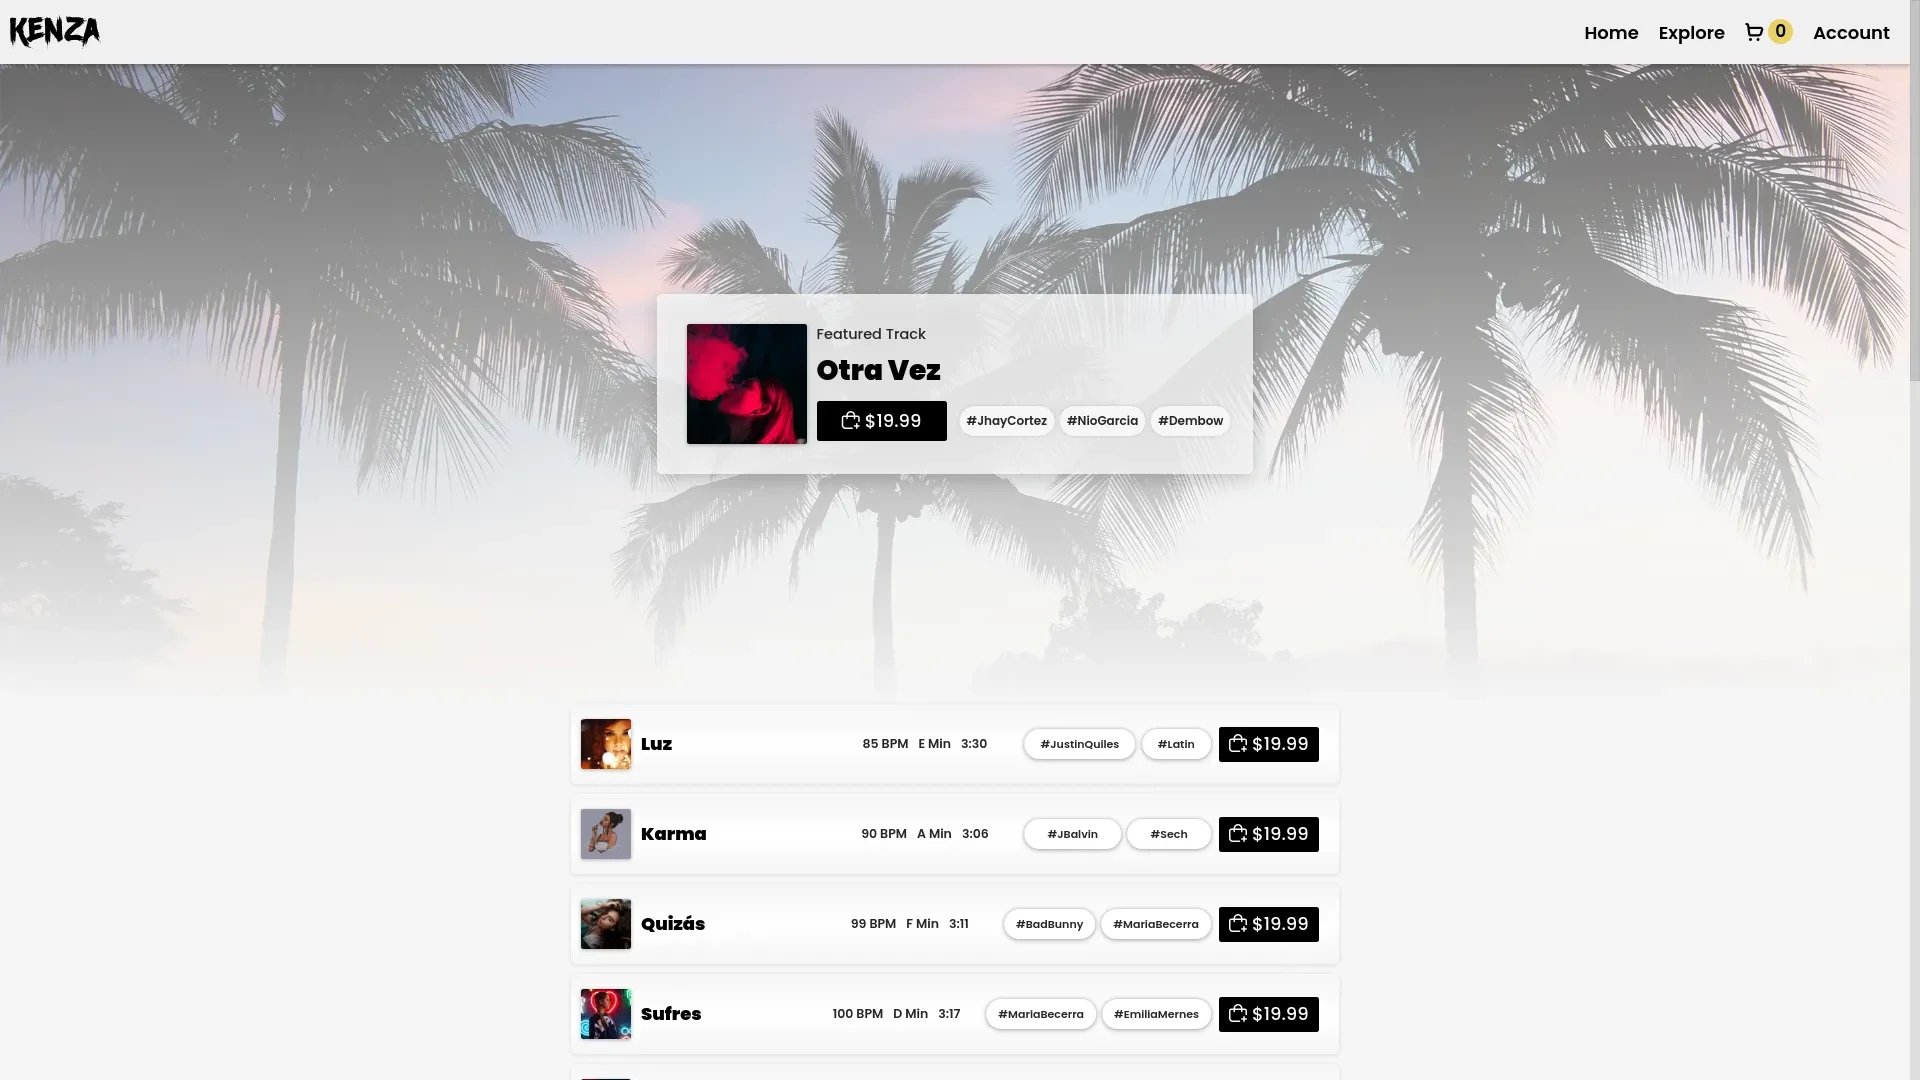 KENZA
Home Explore 0 Account
Featured Track
Otra Vez
$19.99 #JhayCortez #NioGarcia #Dembow
Luz 85 BPM E Min 3:30 #JustinQuiles #Latin $19.99
Karma 90 BPM A Min 3:06 #JBalvin #Sech $19.99
Quizás 99 BPM F Min 3:11 #BadBunny #MariaBecerra $19.99
Sufres 100 BPM D Min 3:17 #MariaBecerra #EmiliaMernes $19.99